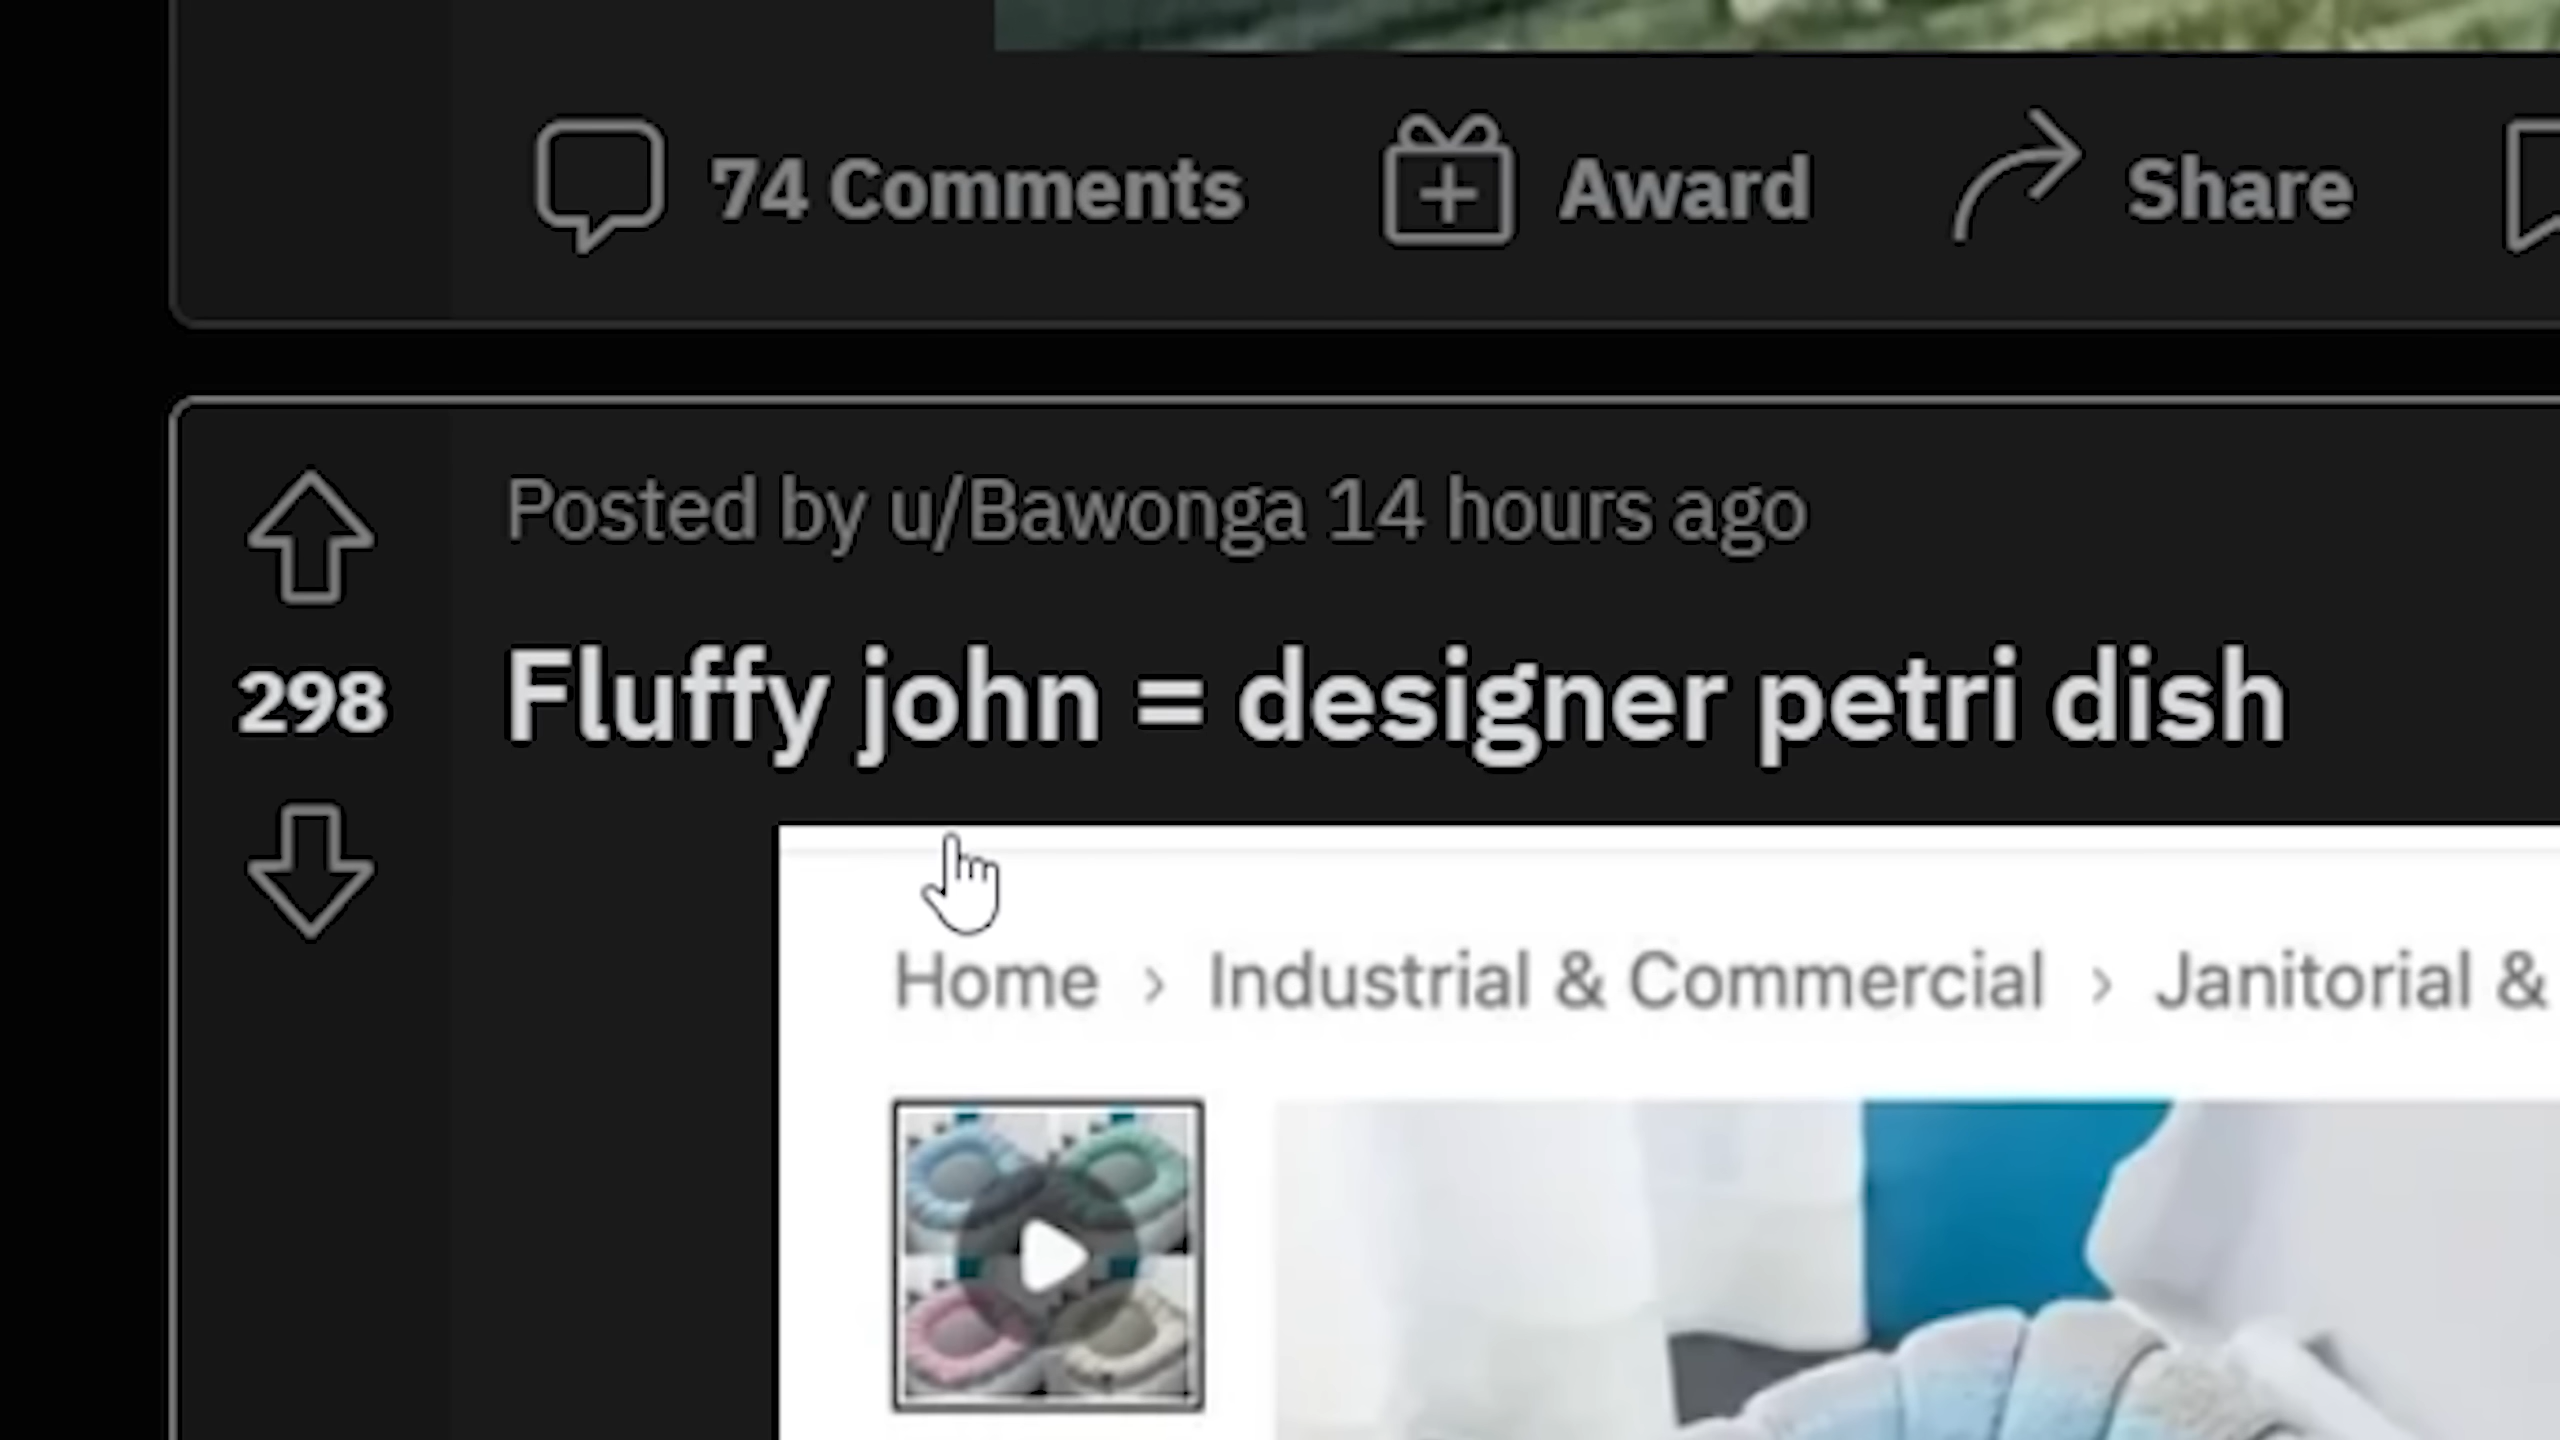 74 Comments Award Share
Posted by u/Bawonga 14 hours ago
298
Fluffy john = designer petri dish
Home > Industrial & Commercial > Janitorial &